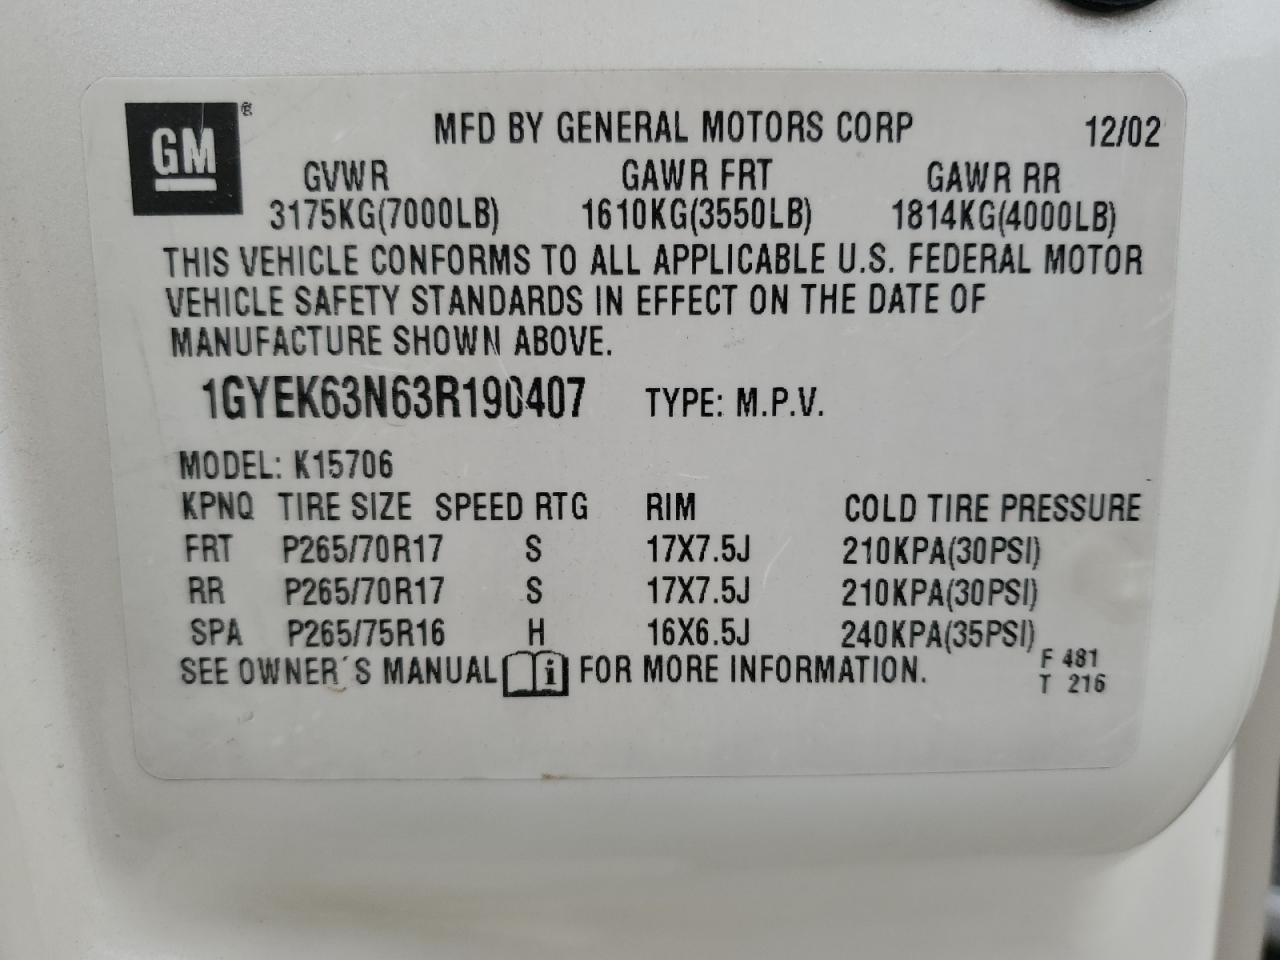 GM
MFD BY GENERAL MOTORS CORP 12/02
GVWR GAWR FRT GAWR RR
3175KG(7000LB) 1610KG(3550LB) 1814KG(4000LB)
THIS VEHICLE CONFORMS TO ALL APPLICABLE U.S. FEDERAL MOTOR
VEHICLE SAFETY STANDARDS IN EFFECT ON THE DATE OF
MANUFACTURE SHOWN ABOVE.
1GYEK63N63R190407 TYPE: M.P.V.
MODEL: K15706
KPNQ TIRE SIZE SPEED RTG RIM COLD TIRE PRESSURE
FRT P265/70R17 S 17X7.5J 210KPA(30PSI)
RR P265/70R17 S 17X7.5J 210KPA(30PSI)
SPA P265/75R16 H 16X6.5J 240KPA(35PSI)
SEE OWNER´S MANUAL i FOR MORE INFORMATION.
F 481
T 216